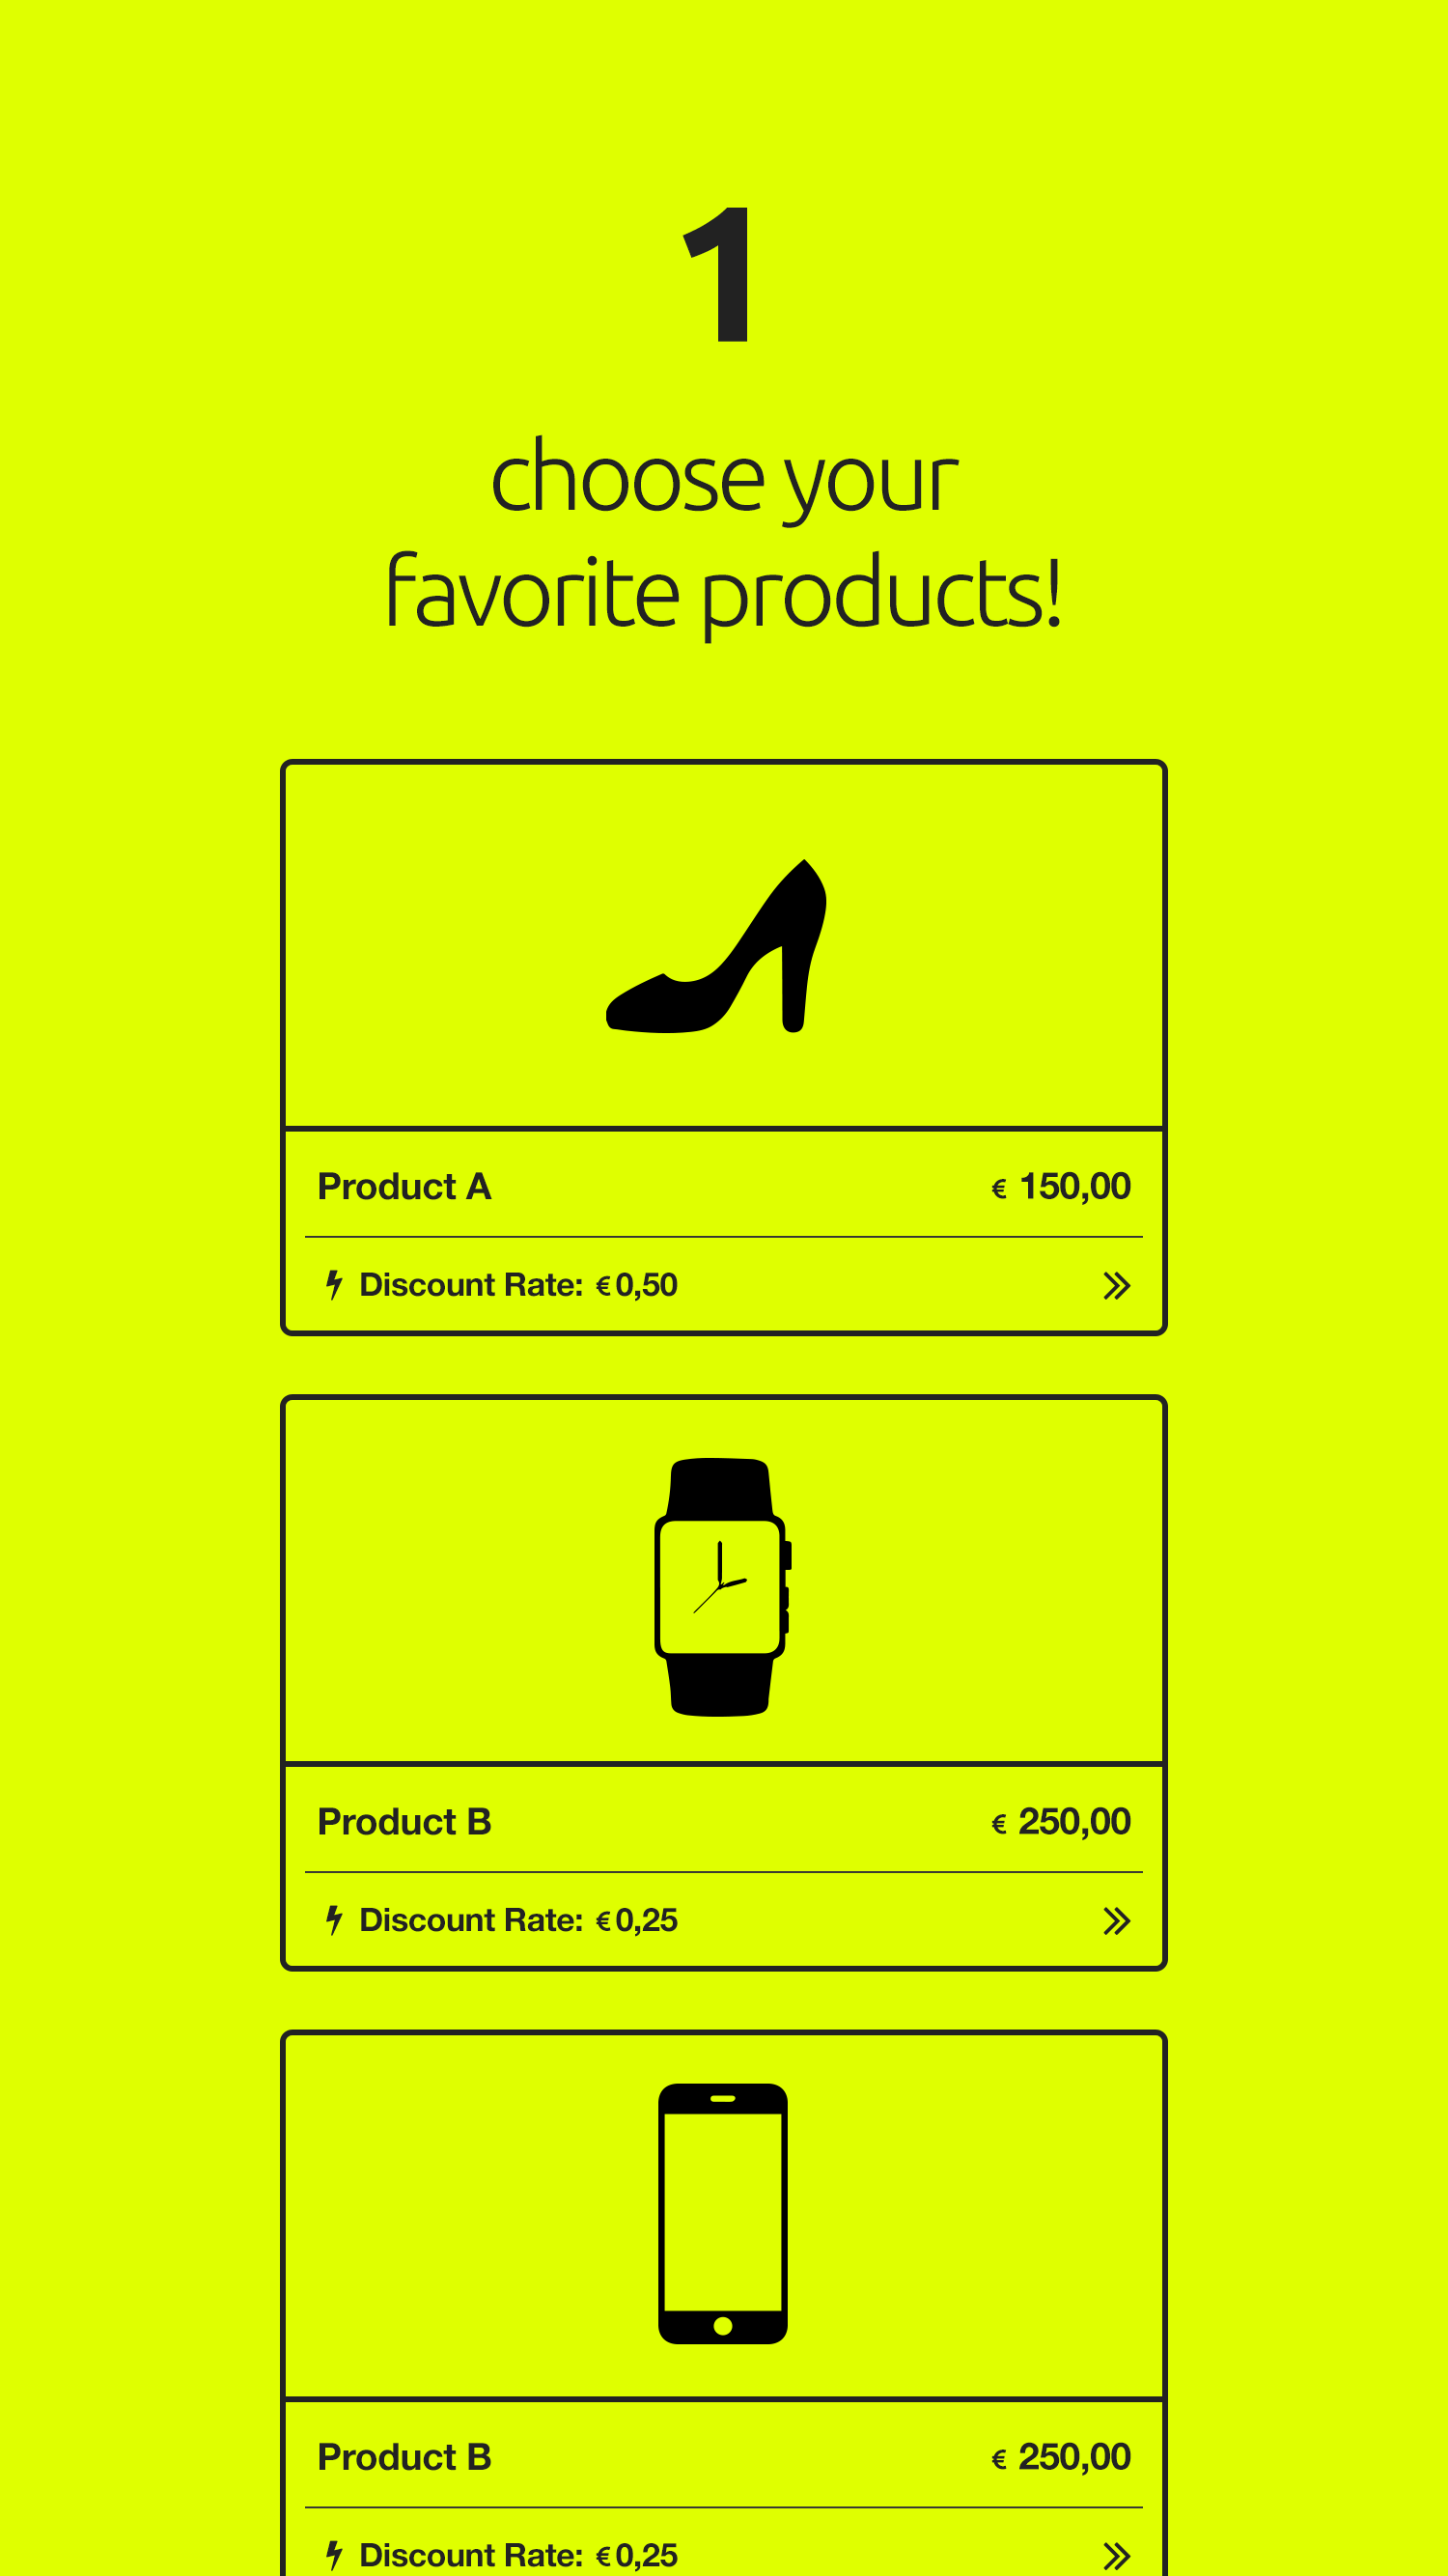 1
choose your
favorite products!
Product A € 150,00
Discount Rate: € 0,50
Product B € 250,00
Discount Rate: € 0,25
Product B € 250,00
Discount Rate: € 0,25